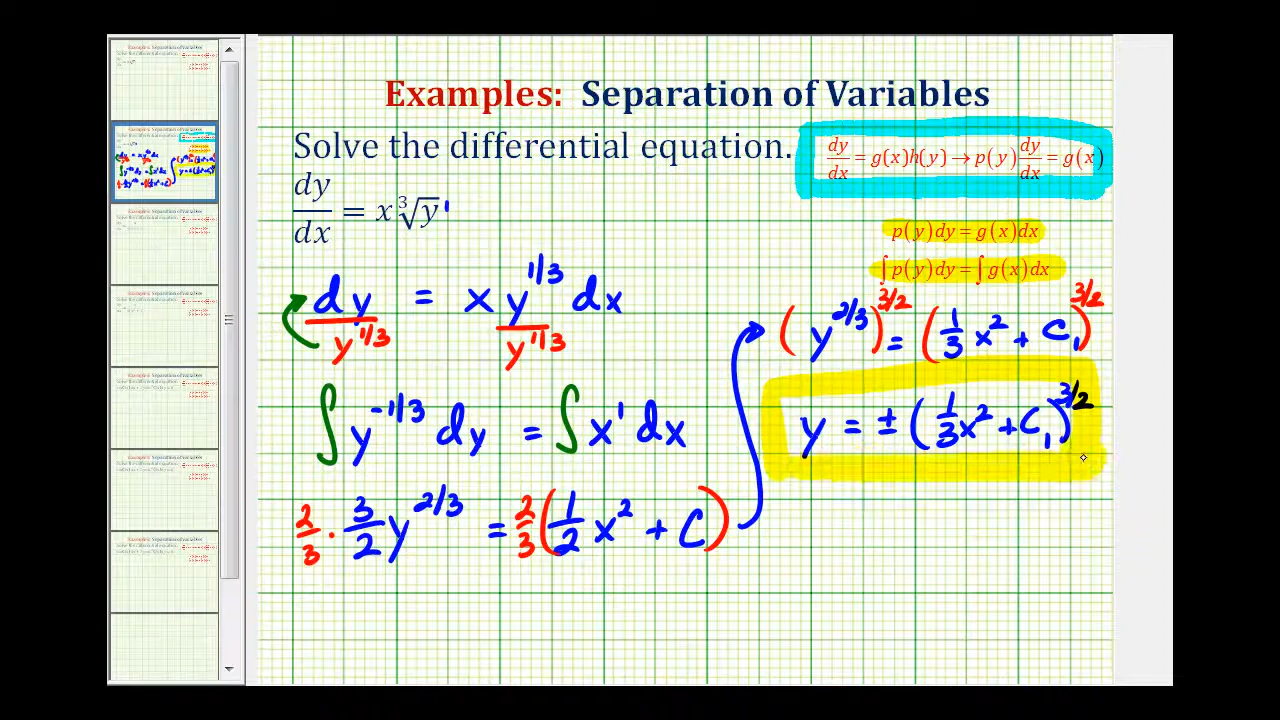 Examples: Separation of Variables
Solve the differential equation.
dy/dx = g(x)h(y) → p(y) dy/dx = g(x)
dy/dx = x ∛y ¹
p(y)dy = g(x)dx
∫p(y)dy = ∫g(x)dx
dy/y^1/3 = x y^1/3 dx/y^1/3
∫ y^-1/3 dy = ∫ x^1 dx
2/3 · 3/2 y^2/3 = 2/3 (1/2 x² + C)
(y^2/3)^3/2 = (1/3 x² + C₁)^3/2
y = ± (1/3 x² + C₁)^3/2